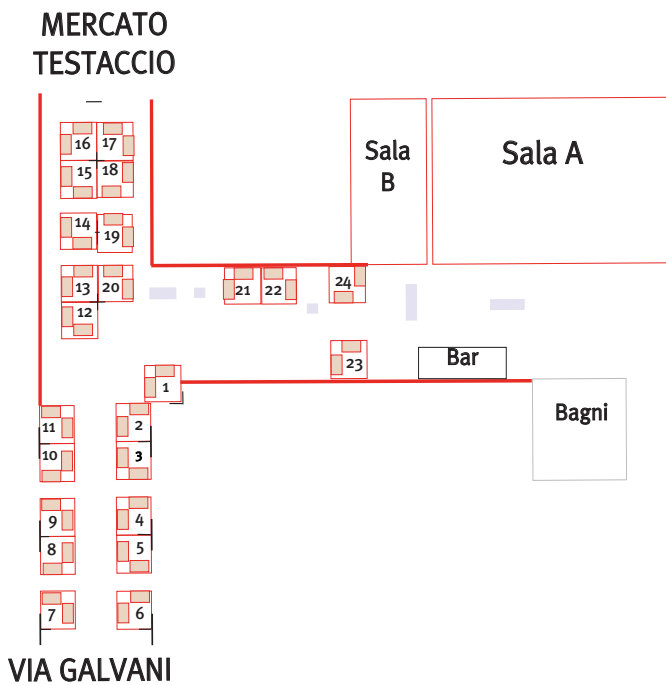 MERCATO
TESTACCIO
16 17
15 18
14
19
13 20
12
21 22
24
Sala
B
Sala A
1
23
Bar
Bagni
11 2
10 3
9 4
8 5
7 6
VIA GALVANI